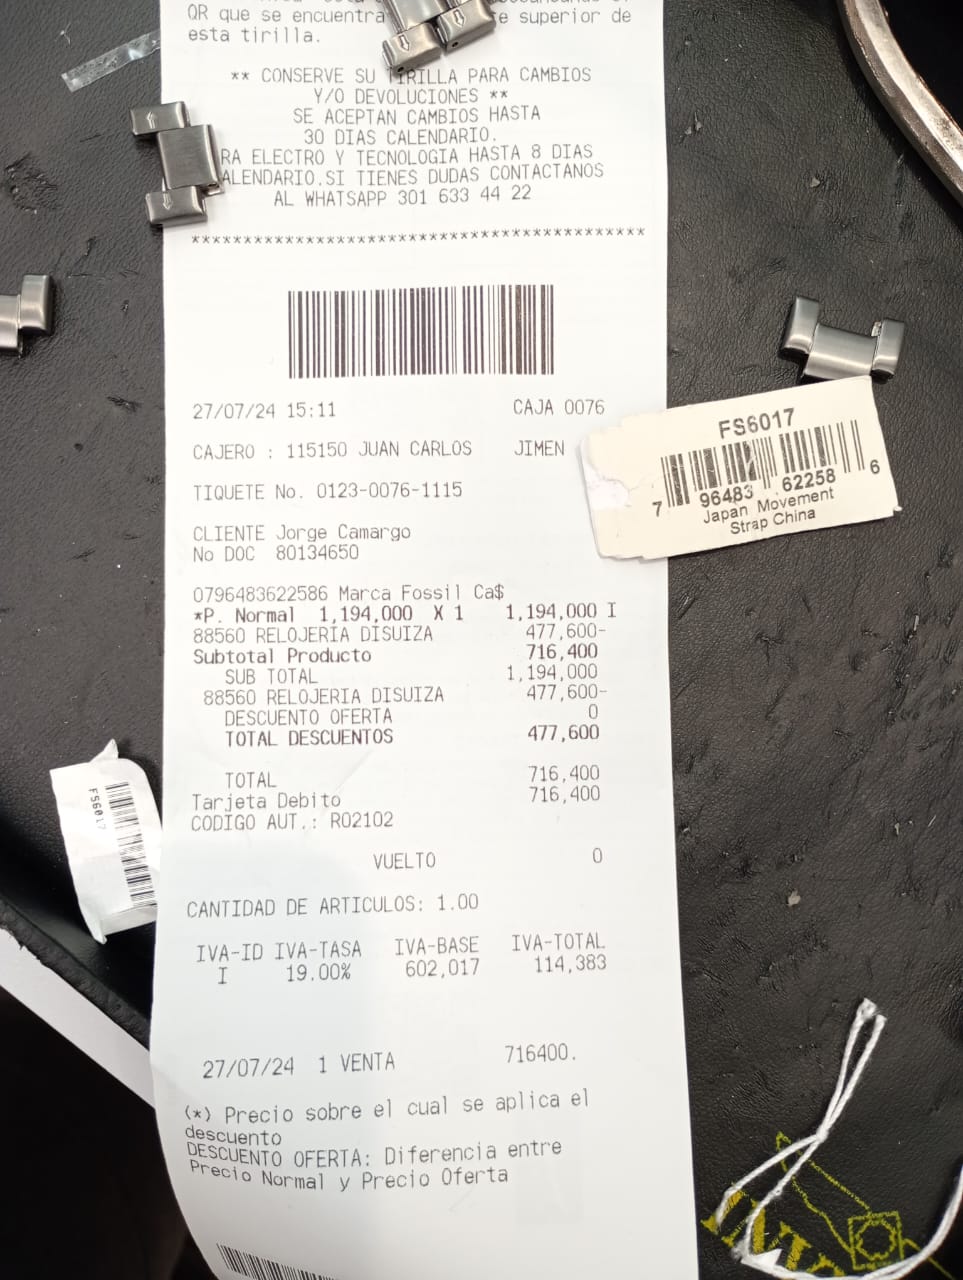 QR que se encuentra te superior de
esta tirilla.
** CONSERVE SU TIRILLA PARA CAMBIOS
Y/O DEVOLUCIONES **
SE ACEPTAN CAMBIOS HASTA
30 DIAS CALENDARIO.
RA ELECTRO Y TECNOLOGIA HASTA 8 DIAS
ALENDARIO.SI TIENES DUDAS CONTACTANOS
AL WHATSAPP 301 633 44 22
****************************************
27/07/24 15:11 CAJA 0076
CAJERO : 115150 JUAN CARLOS JIMEN
TIQUETE No. 0123-0076-1115
CLIENTE Jorge Camargo
No DOC 80134650
0796483622586 Marca Fossil Ca$
*P. Normal 1,194,000 X 1 1,194,000 I
88560 RELOJERIA DISUIZA 477,600-
Subtotal Producto 716,400
SUB TOTAL 1,194,000
88560 RELOJERIA DISUIZA 477,600-
DESCUENTO OFERTA 0
TOTAL DESCUENTOS 477,600
TOTAL 716,400
Tarjeta Debito 716,400
CODIGO AUT.: R02102
VUELTO 0
CANTIDAD DE ARTICULOS: 1.00
IVA-ID IVA-TASA IVA-BASE IVA-TOTAL
I 19.00% 602,017 114,383
27/07/24 1 VENTA 716400.
(*) Precio sobre el cual se aplica el
descuento
DESCUENTO OFERTA: Diferencia entre
Precio Normal y Precio Oferta
FS6017
7 96483 62258 6
Japan Movement
Strap China
FS6017